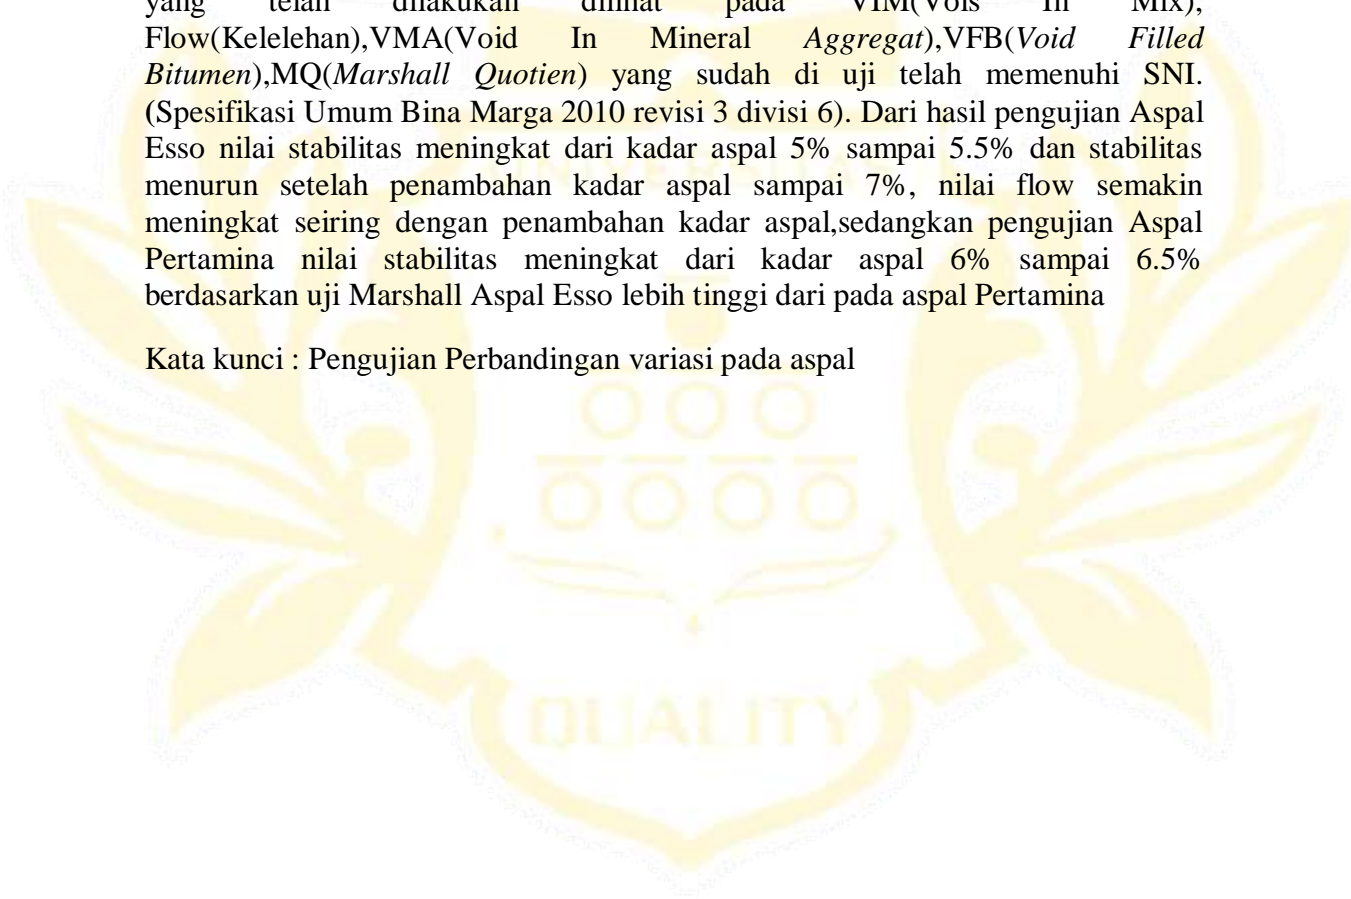 yang telah dilakukan dilihat pada VIM(Vois In Mix),
Flow(Kelelehan),VMA(Void In Mineral Aggregat),VFB(Void Filled
Bitumen),MQ(Marshall Quotien) yang sudah di uji telah memenuhi SNI.
(Spesifikasi Umum Bina Marga 2010 revisi 3 divisi 6). Dari hasil pengujian Aspal
Esso nilai stabilitas meningkat dari kadar aspal 5% sampai 5.5% dan stabilitas
menurun setelah penambahan kadar aspal sampai 7%, nilai flow semakin
meningkat seiring dengan penambahan kadar aspal,sedangkan pengujian Aspal
Pertamina nilai stabilitas meningkat dari kadar aspal 6% sampai 6.5%
berdasarkan uji Marshall Aspal Esso lebih tinggi dari pada aspal Pertamina
Kata kunci : Pengujian Perbandingan variasi pada aspal
UNIVERSITAS
QUALITY